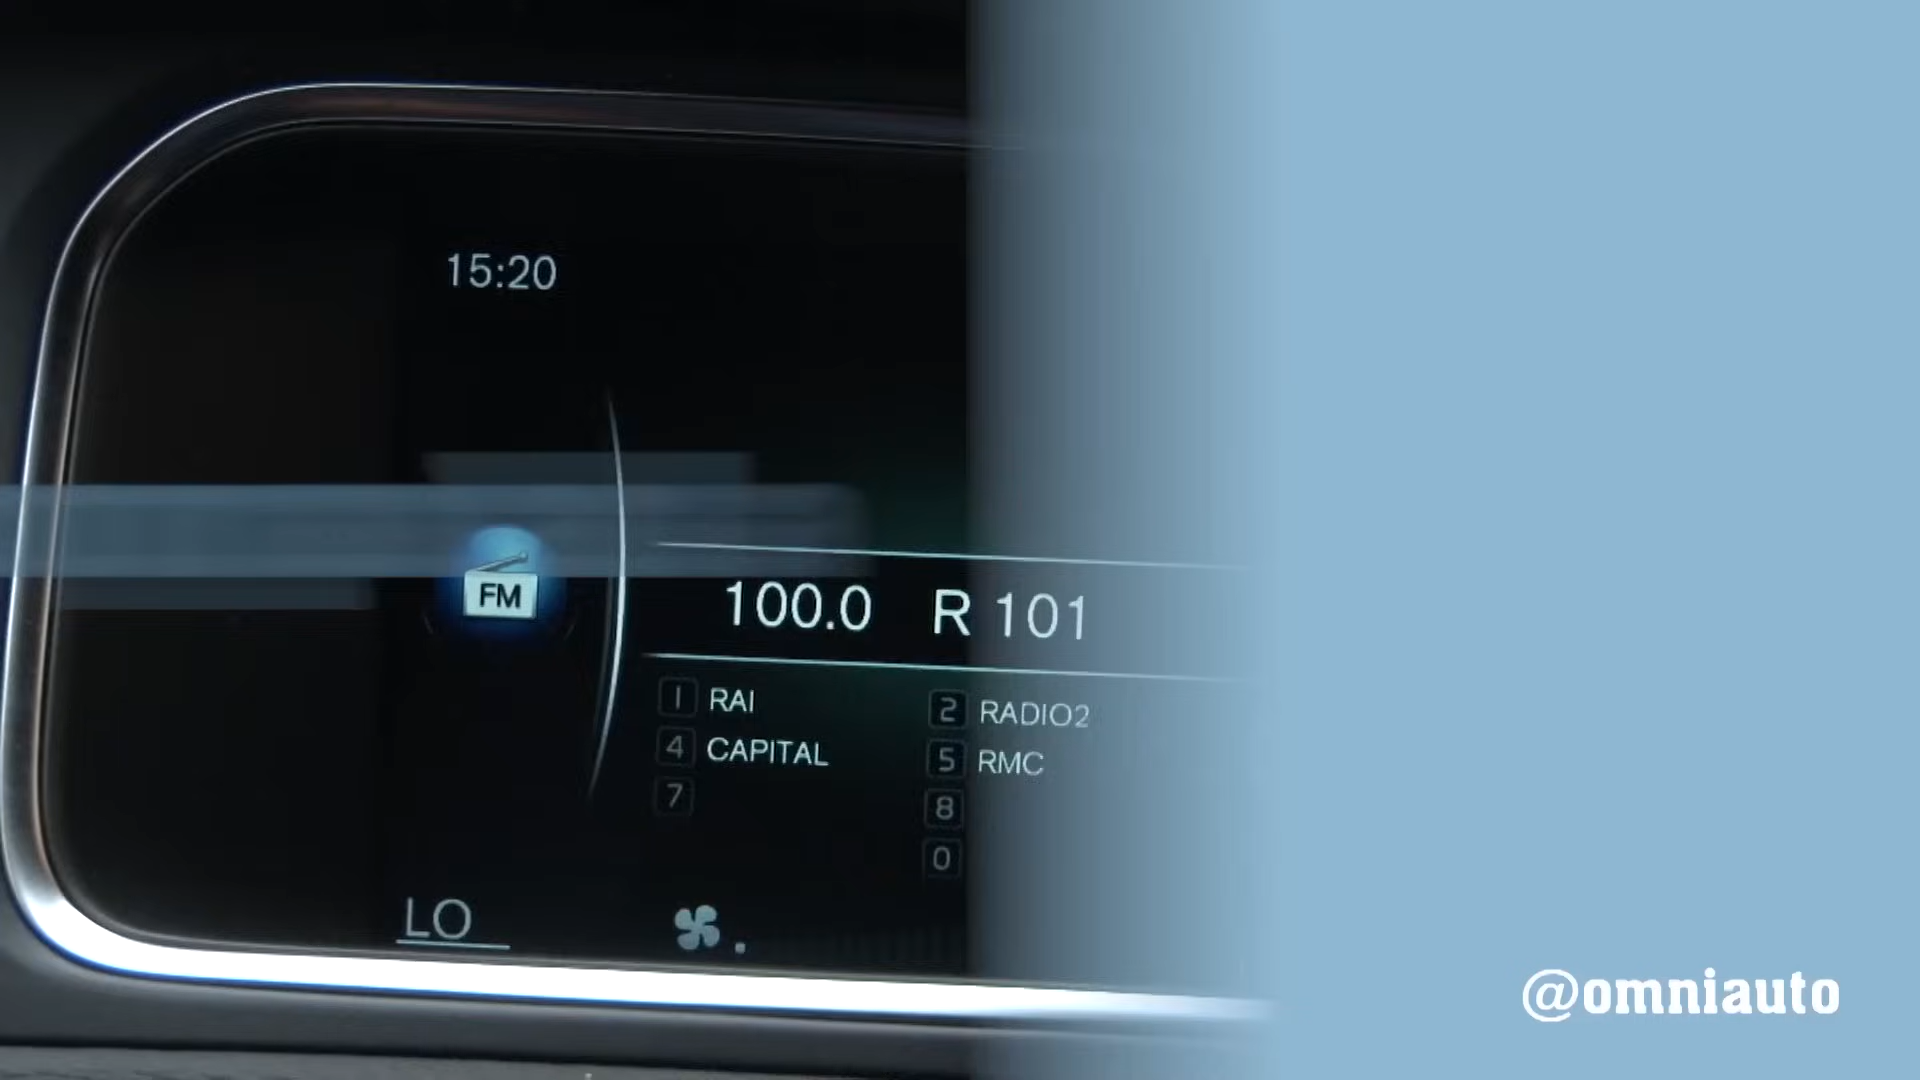 15:20
FM
100.0 R 101
1 RAI 2 RADIO2
4 CAPITAL 5 RMC
7 8
0
LO
@omniauto